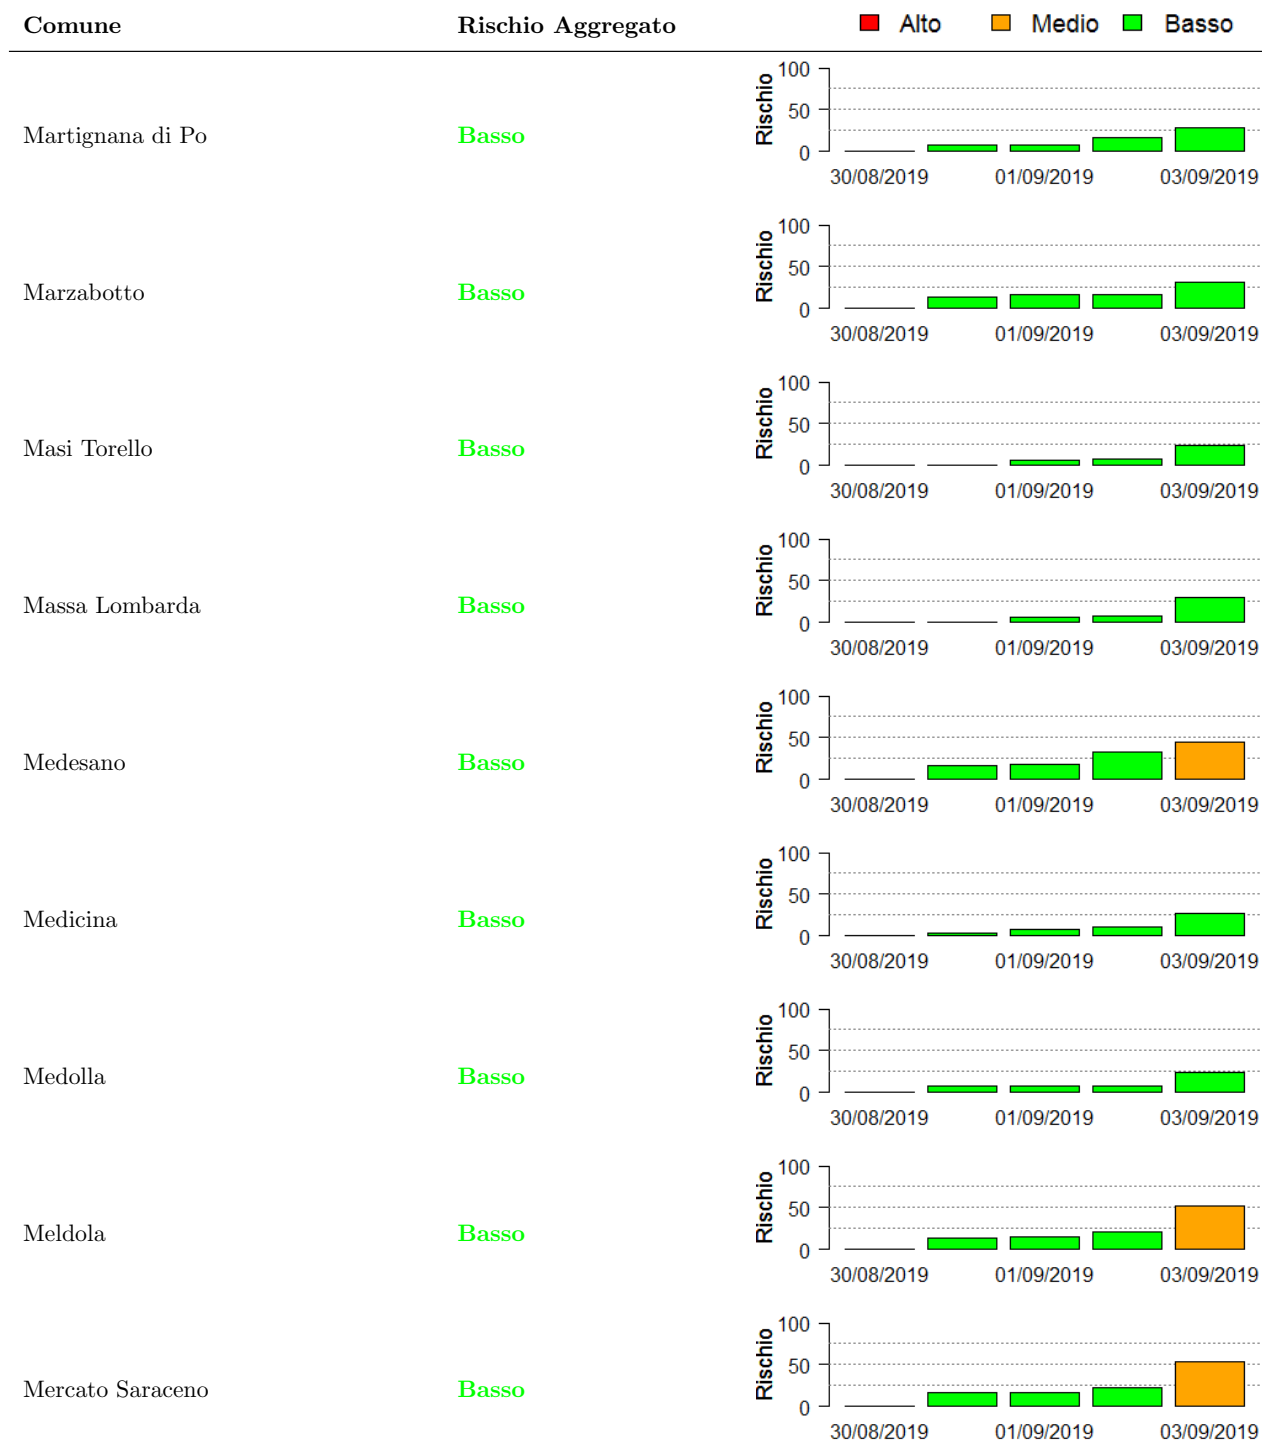 Comune Rischio Aggregato Alto Medio Basso
Martignana di Po Basso Rischio 100 50 0
30/08/2019 01/09/2019 03/09/2019
Marzabotto Basso Rischio 100 50 0
30/08/2019 01/09/2019 03/09/2019
Masi Torello Basso Rischio 100 50 0
30/08/2019 01/09/2019 03/09/2019
Massa Lombarda Basso Rischio 100 50 0
30/08/2019 01/09/2019 03/09/2019
Medesano Basso Rischio 100 50 0
30/08/2019 01/09/2019 03/09/2019
Medicina Basso Rischio 100 50 0
30/08/2019 01/09/2019 03/09/2019
Medolla Basso Rischio 100 50 0
30/08/2019 01/09/2019 03/09/2019
Meldola Basso Rischio 100 50 0
30/08/2019 01/09/2019 03/09/2019
Mercato Saraceno Basso Rischio 100 50 0
30/08/2019 01/09/2019 03/09/2019